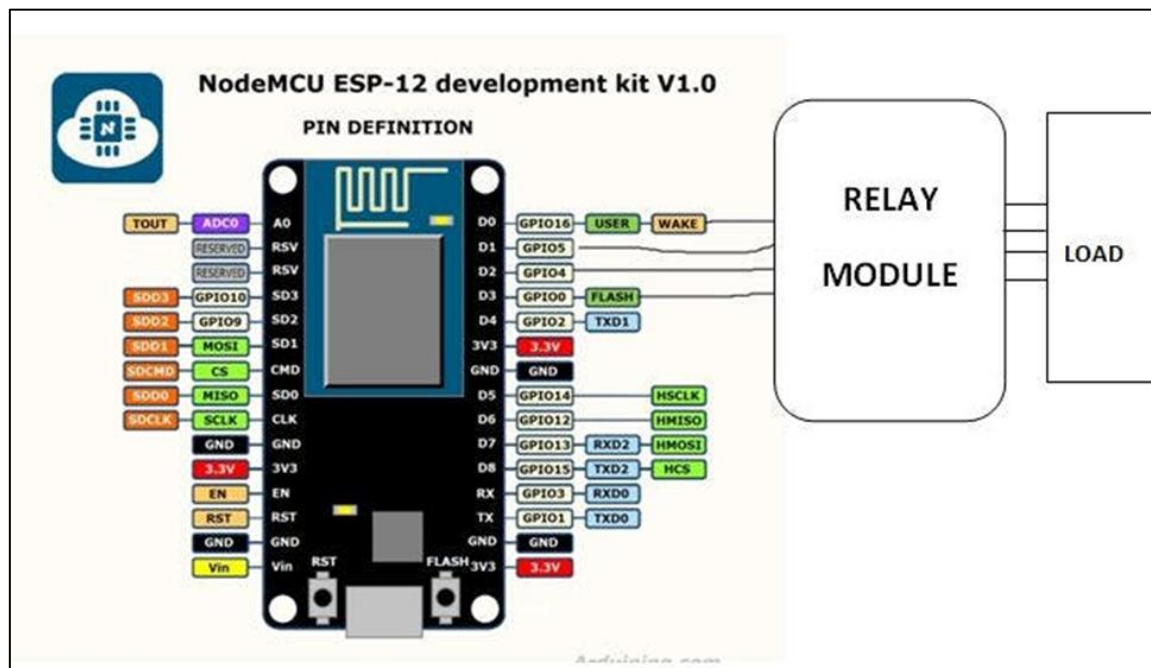 NodeMCU ESP-12 development kit V1.0
PIN DEFINITION
TOUT ADC0 A0 D0 GPIO16 USER WAKE
RESERVED RSV D1 GPIO5
RESERVED RSV D2 GPIO4
SDD3 GPIO10 SD3 D3 GPIO0 FLASH
SDD2 GPIO9 SD2 D4 GPIO2 TXD1
SDD1 MOSI SD1 3V3 3.3V
SDCMD CS CMD GND GND
SDD0 MISO SD0 D5 GPIO14 HSCLK
SDCLK SCLK CLK D6 GPIO12 HMISO
GND GND D7 GPIO13 RXD2 HMOSI
3.3V 3V3 D8 GPIO15 TXD2 HCS
EN EN RX GPIO3 RXD0
RST RST TX GPIO1 TXD0
GND GND GND GND
Vin Vin RST FLASH 3V3 3.3V
RELAY
MODULE
LOAD
N
Arduining.com